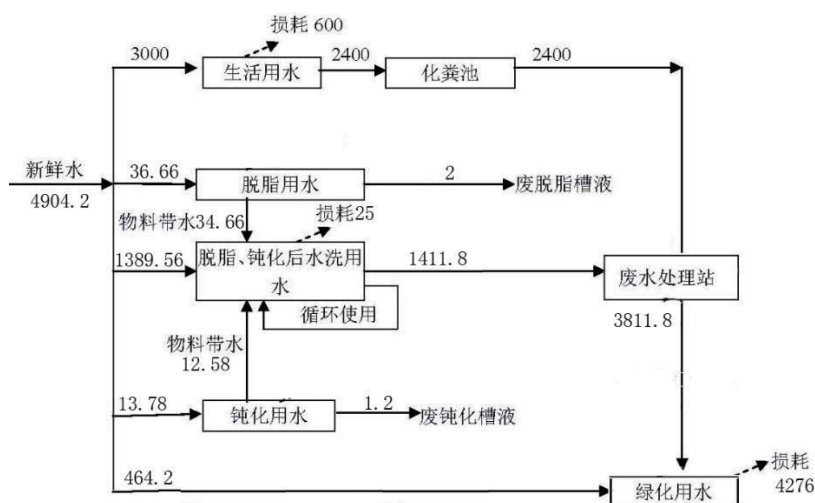 损耗 600
3000
2400
2400
生活用水
化粪池
新鲜水
4904.2
36.66
脱脂用水
2
废脱脂槽液
物料带水34.66
损耗25
1389.56
脱脂、钝化后水洗用
水
1411.8
废水处理站
循环使用
3811.8
物料带水
12.58
13.78
钝化用水
1.2
废钝化槽液
464.2
绿化用水
损耗
4276